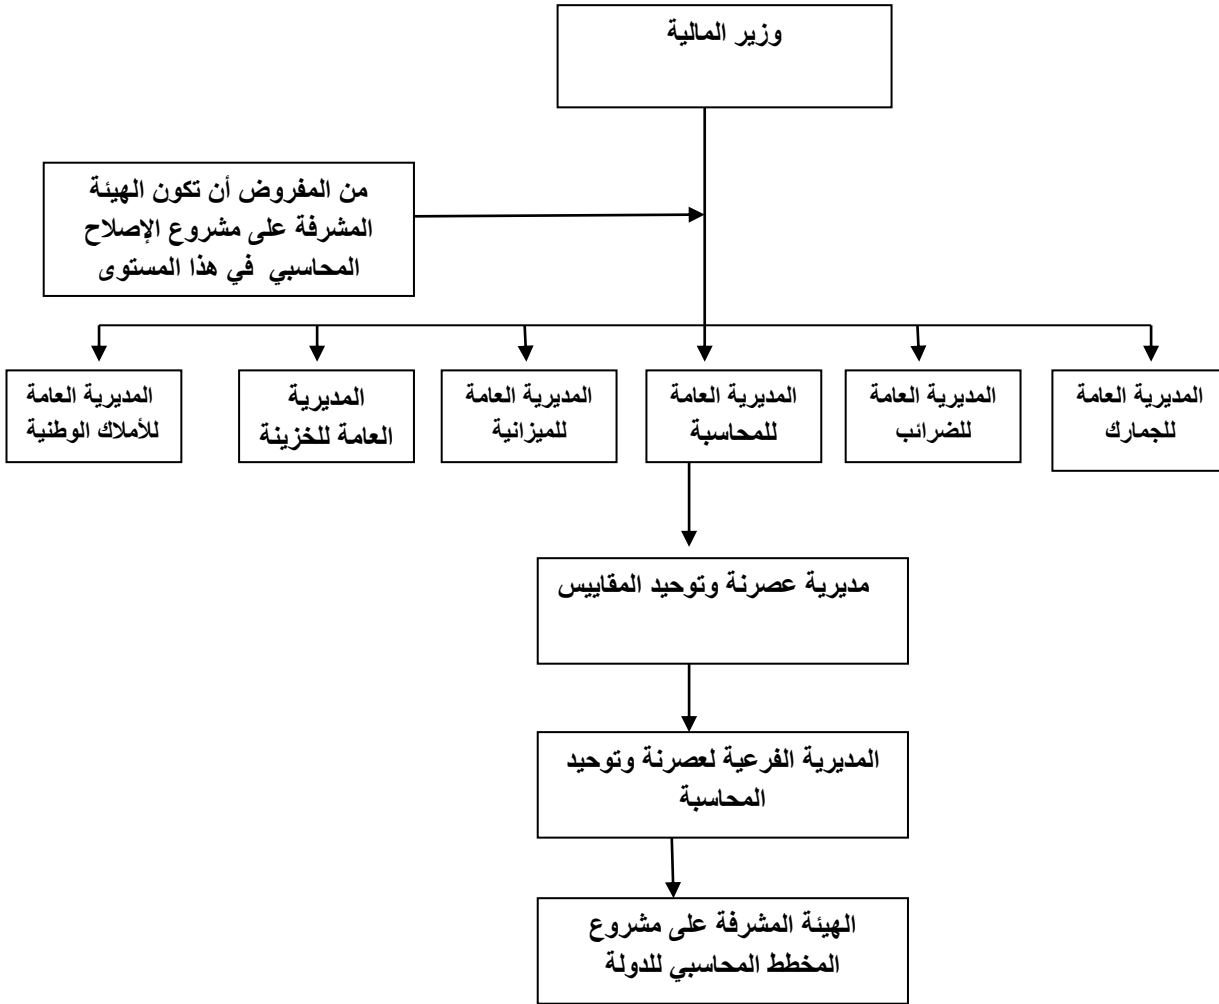 وزير المالية
من المفروض أن تكون الهيئة
المشرفة على مشروع الإصلاح
المحاسبي في هذا المستوى
المديرية العامة
للجمارك
المديرية العامة
للضرائب
المديرية العامة
للمحاسبة
المديرية العامة
للميزانية
المديرية
العامة للخزينة
المديرية العامة
للأملاك الوطنية
مديرية عصرنة وتوحيد المقاييس
المديرية الفرعية لعصرنة وتوحيد
المحاسبة
الهيئة المشرفة على مشروع
المخطط المحاسبي للدولة